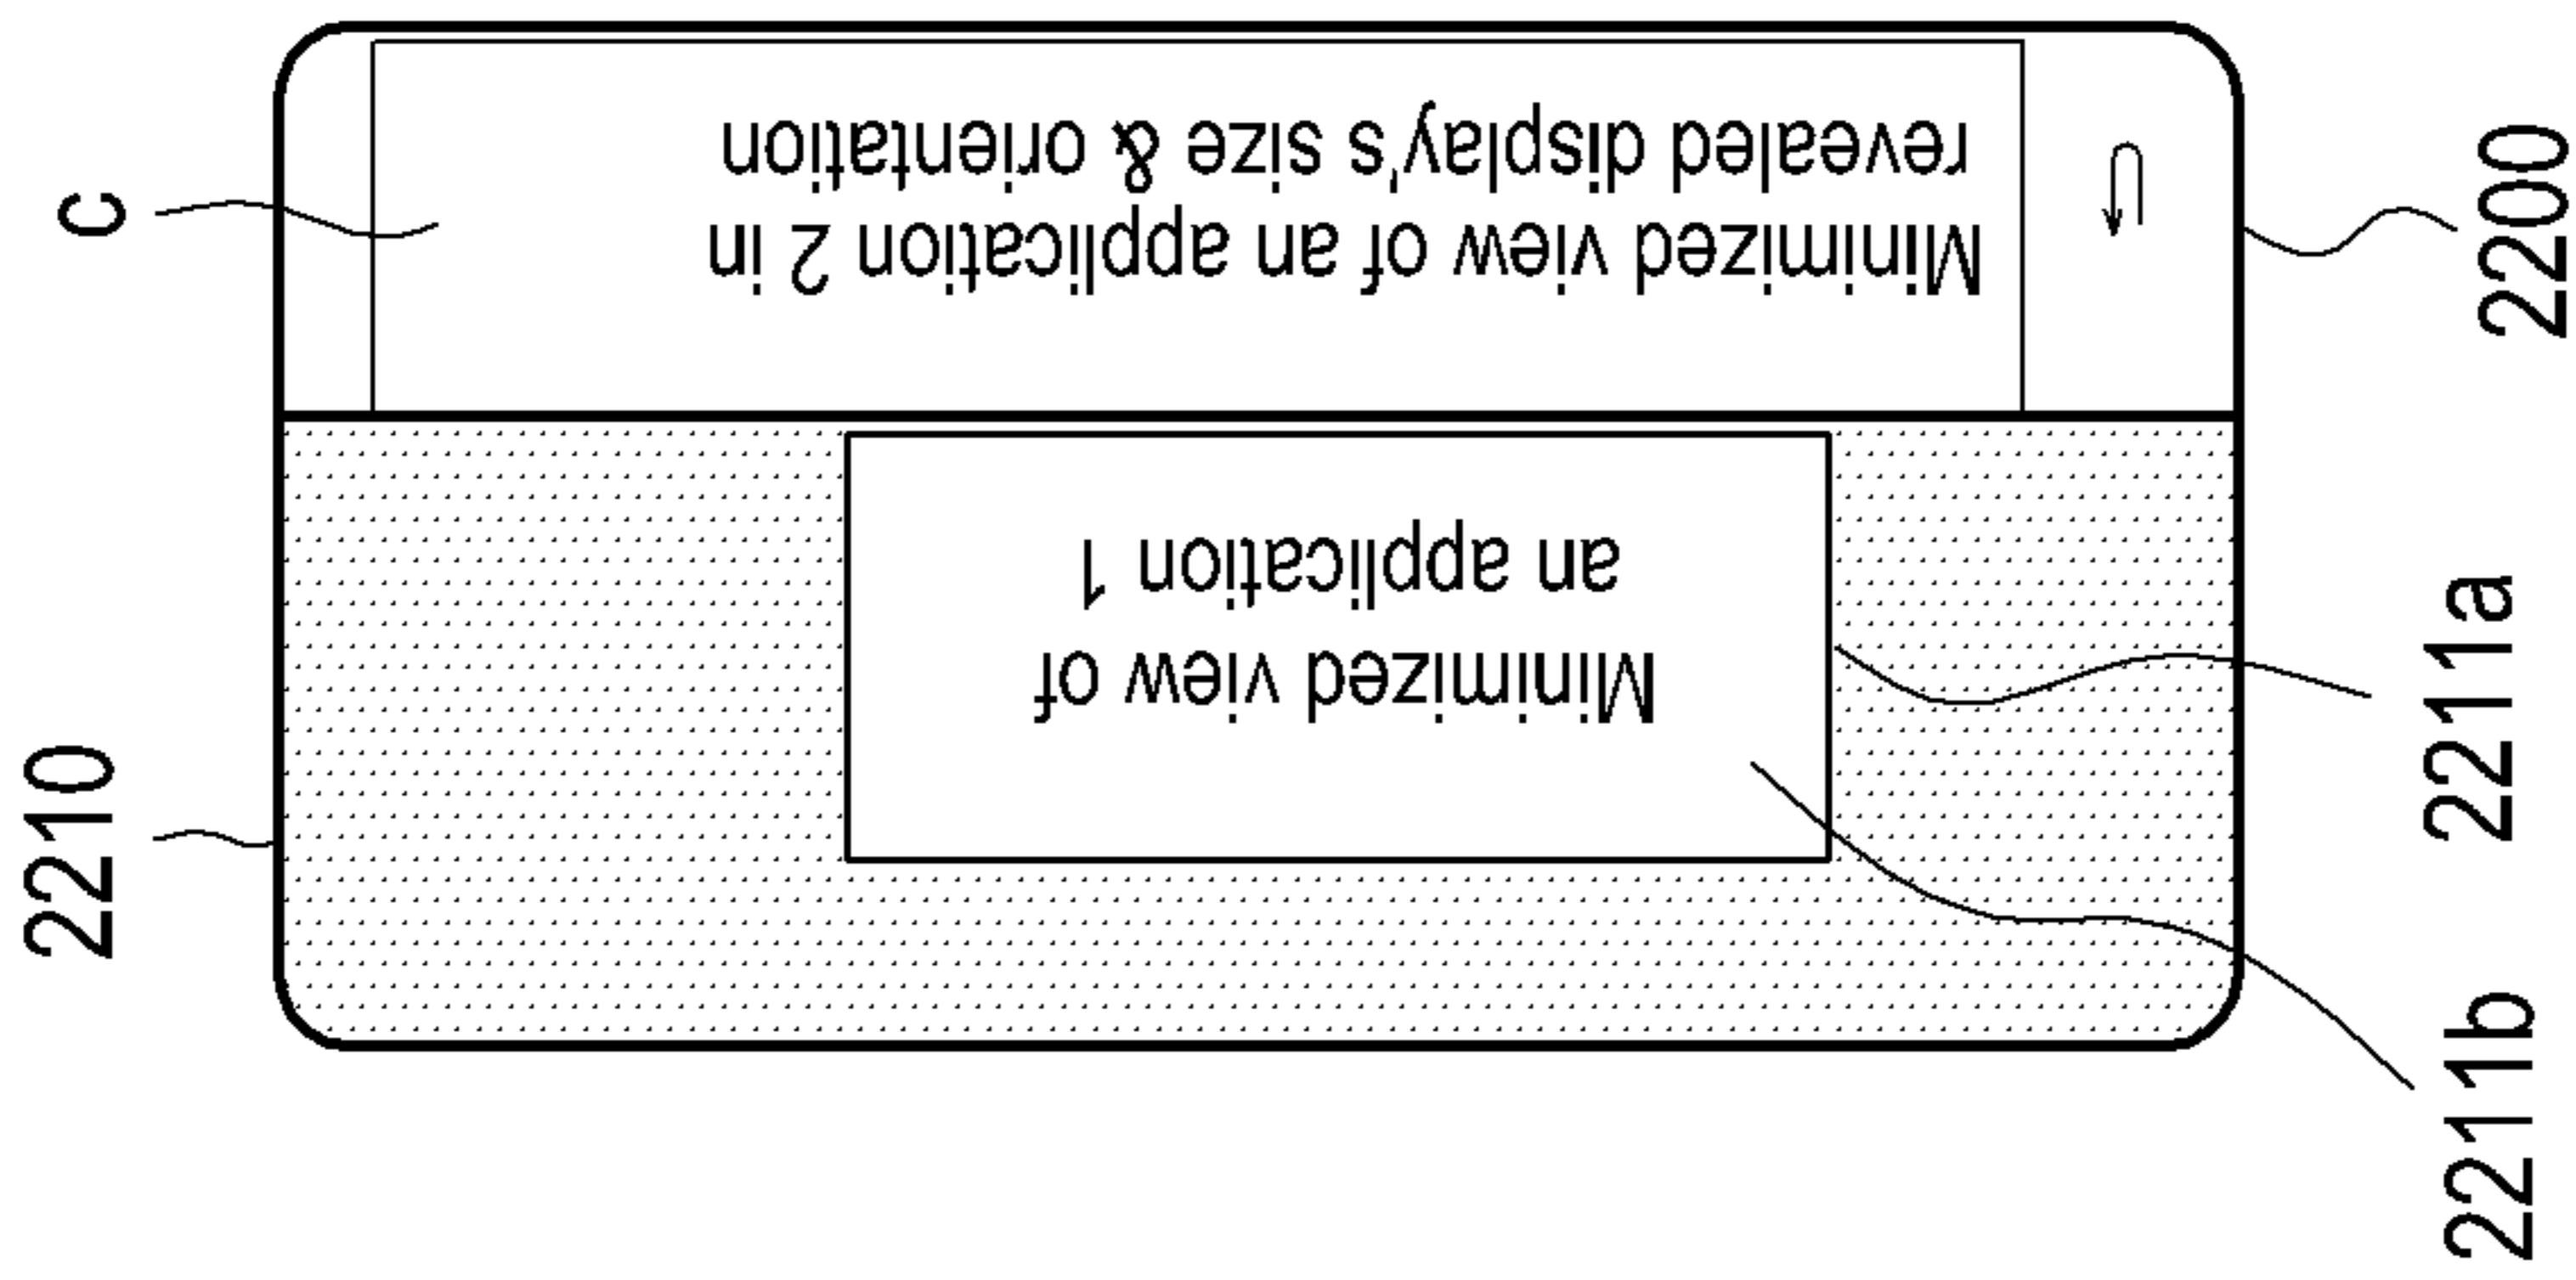 Minimized view of
an application 1
Minimized view of an application 2 in
revealed display's size & orientation
2210
c
2211b
2211a
2200